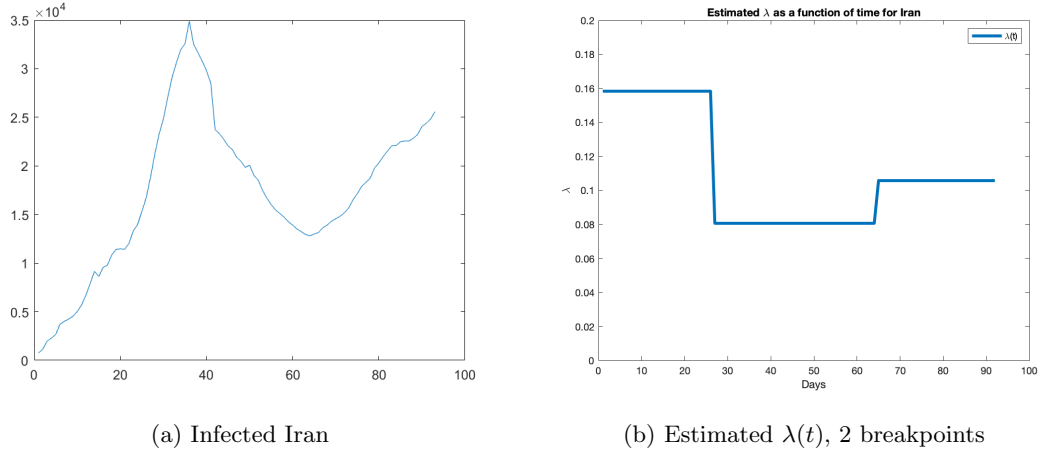 ×10^4
3.5
3
2.5
2
1.5
1
0.5
0
0 20 40 60 80 100
(a) Infected Iran
Estimated λ as a function of time for Iran
λ(t)
0.2
0.18
0.16
0.14
0.12
0.1
0.08
0.06
0.04
0.02
0
λ
0 10 20 30 40 50 60 70 80 90 100
Days
(b) Estimated λ(t), 2 breakpoints